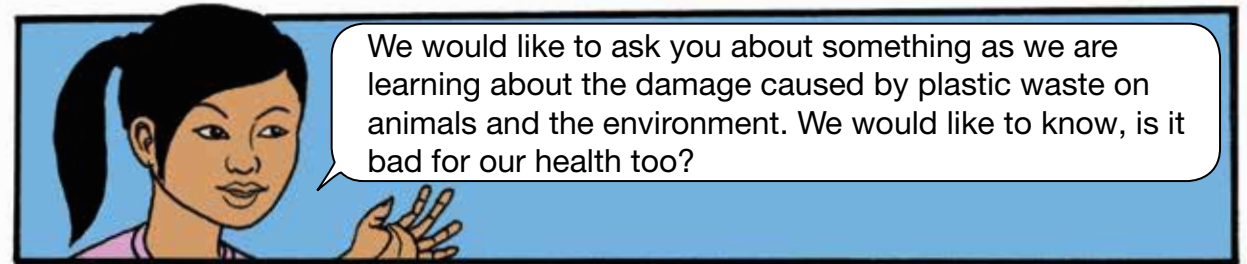 We would like to ask you about something as we are
learning about the damage caused by plastic waste on
animals and the environment. We would like to know, is it
bad for our health too?